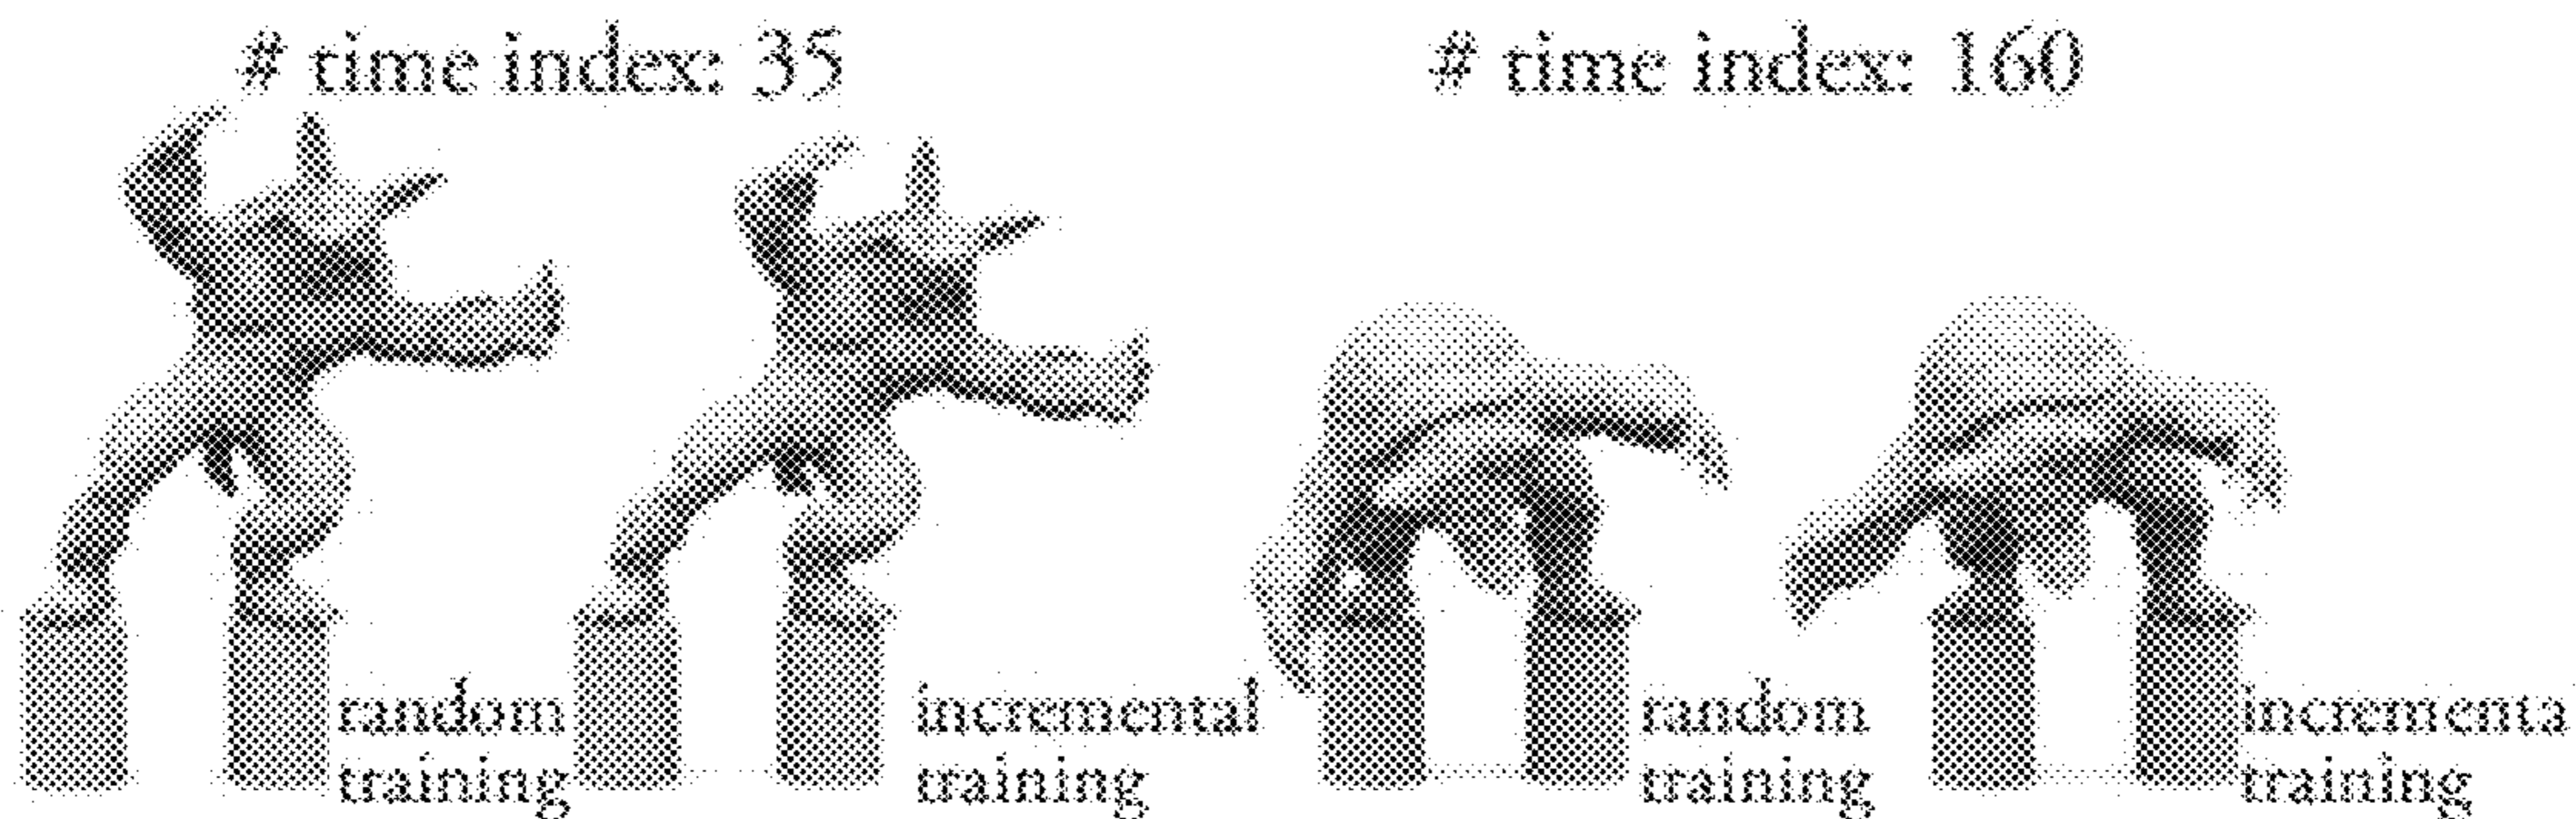 # time index: 35
# time index: 160
random
training
incremental
training
random
training
incrementa
training